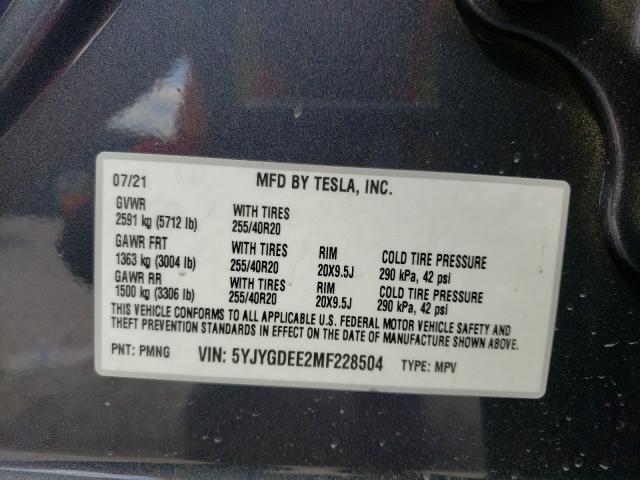 07/21 MFD BY TESLA, INC.
GVWR
2591 kg (5712 lb) WITH TIRES 255/40R20
GAWR FRT
1363 kg (3004 lb) WITH TIRES 255/40R20 RIM 20X9.5J COLD TIRE PRESSURE 290 kPa, 42 psi
GAWR RR
1500 kg (3306 lb) WITH TIRES 255/40R20 RIM 20X9.5J COLD TIRE PRESSURE 290 kPa, 42 psi
THIS VEHICLE CONFORMS TO ALL APPLICABLE U.S. FEDERAL MOTOR VEHICLE SAFETY AND
THEFT PREVENTION STANDARDS IN EFFECT ON THE DATE OF MANUFACTURE SHOWN ABOVE.
PNT: PMNG VIN: 5YJYGDEE2MF228504 TYPE: MPV